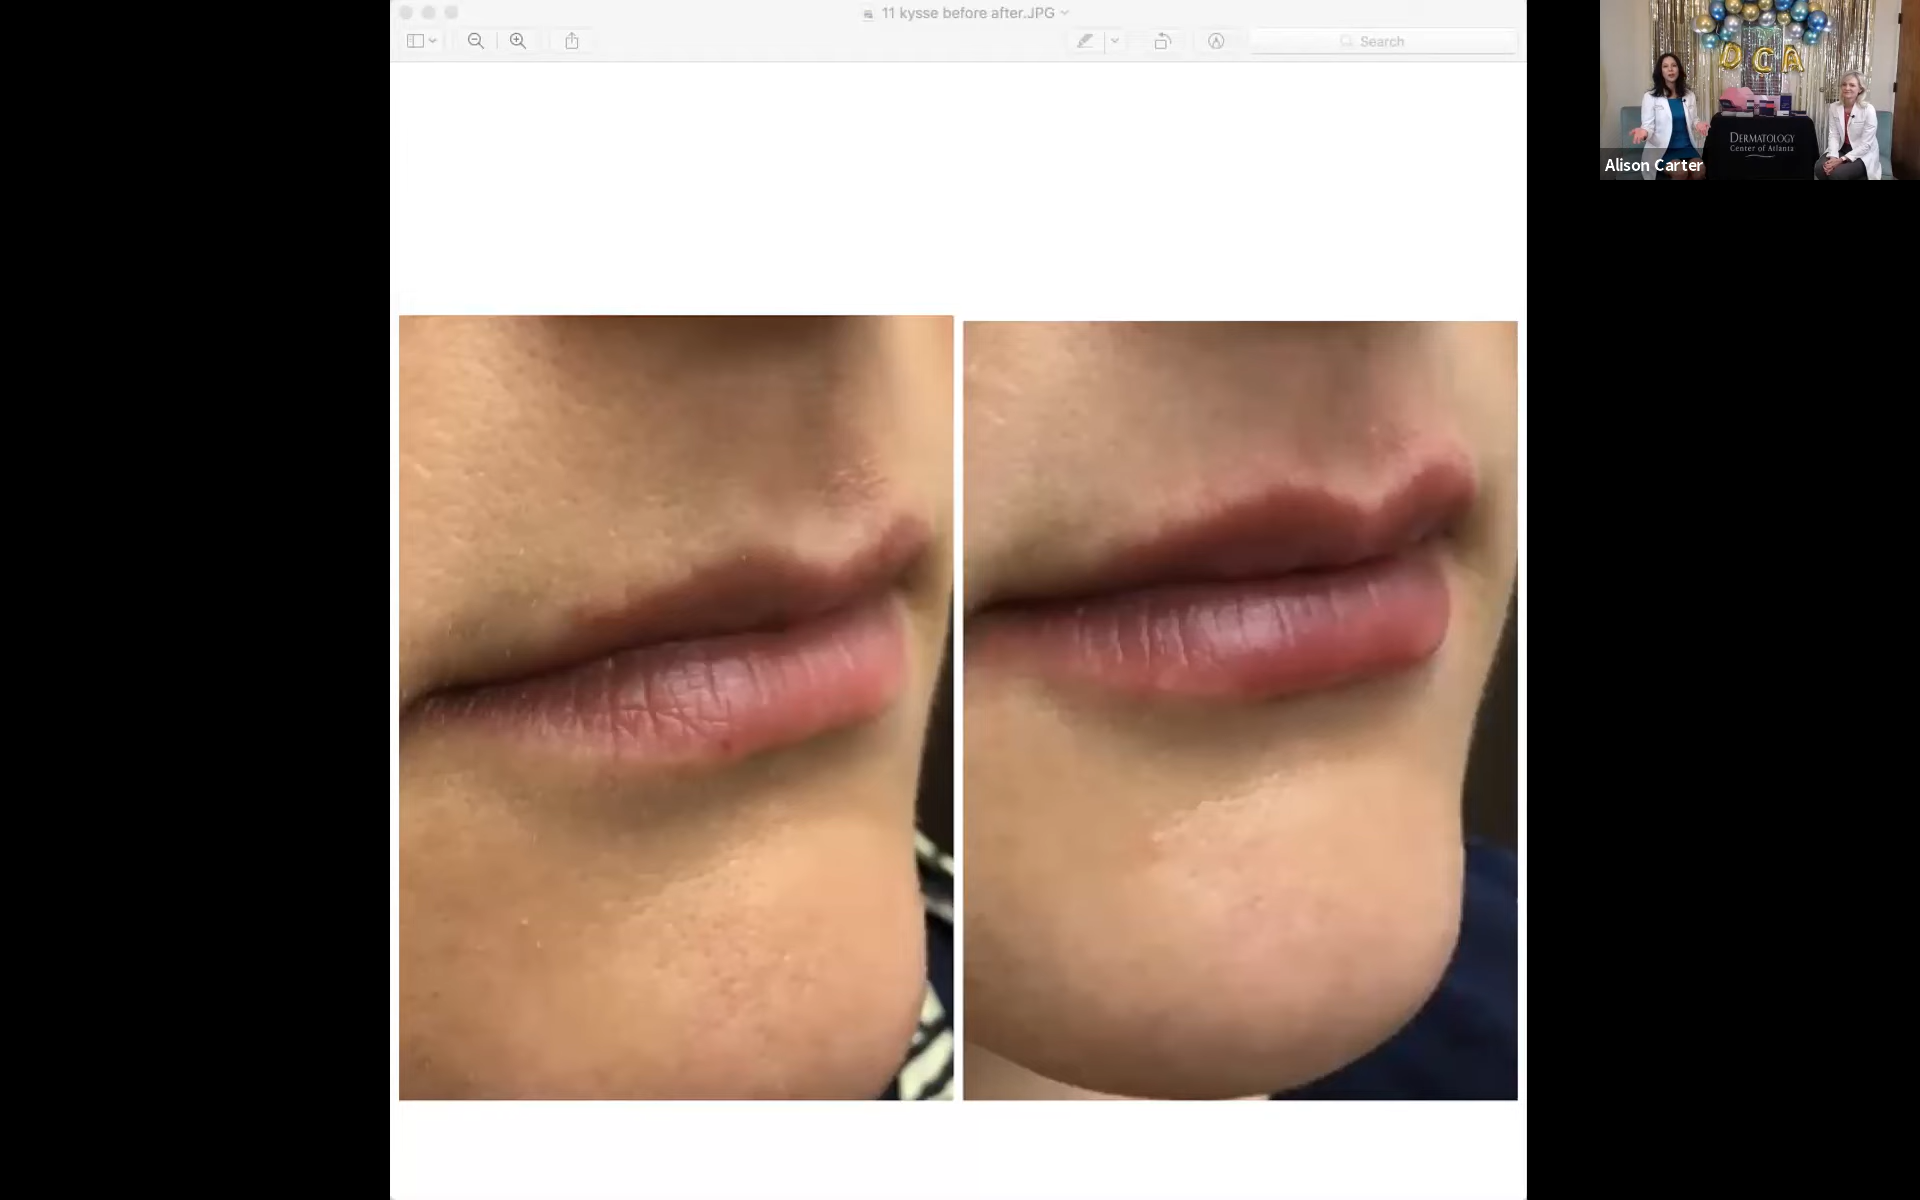 11 kysse before after.JPG
Search
DCA
DERMATOLOGY
Center of Atlanta
Alison Carter